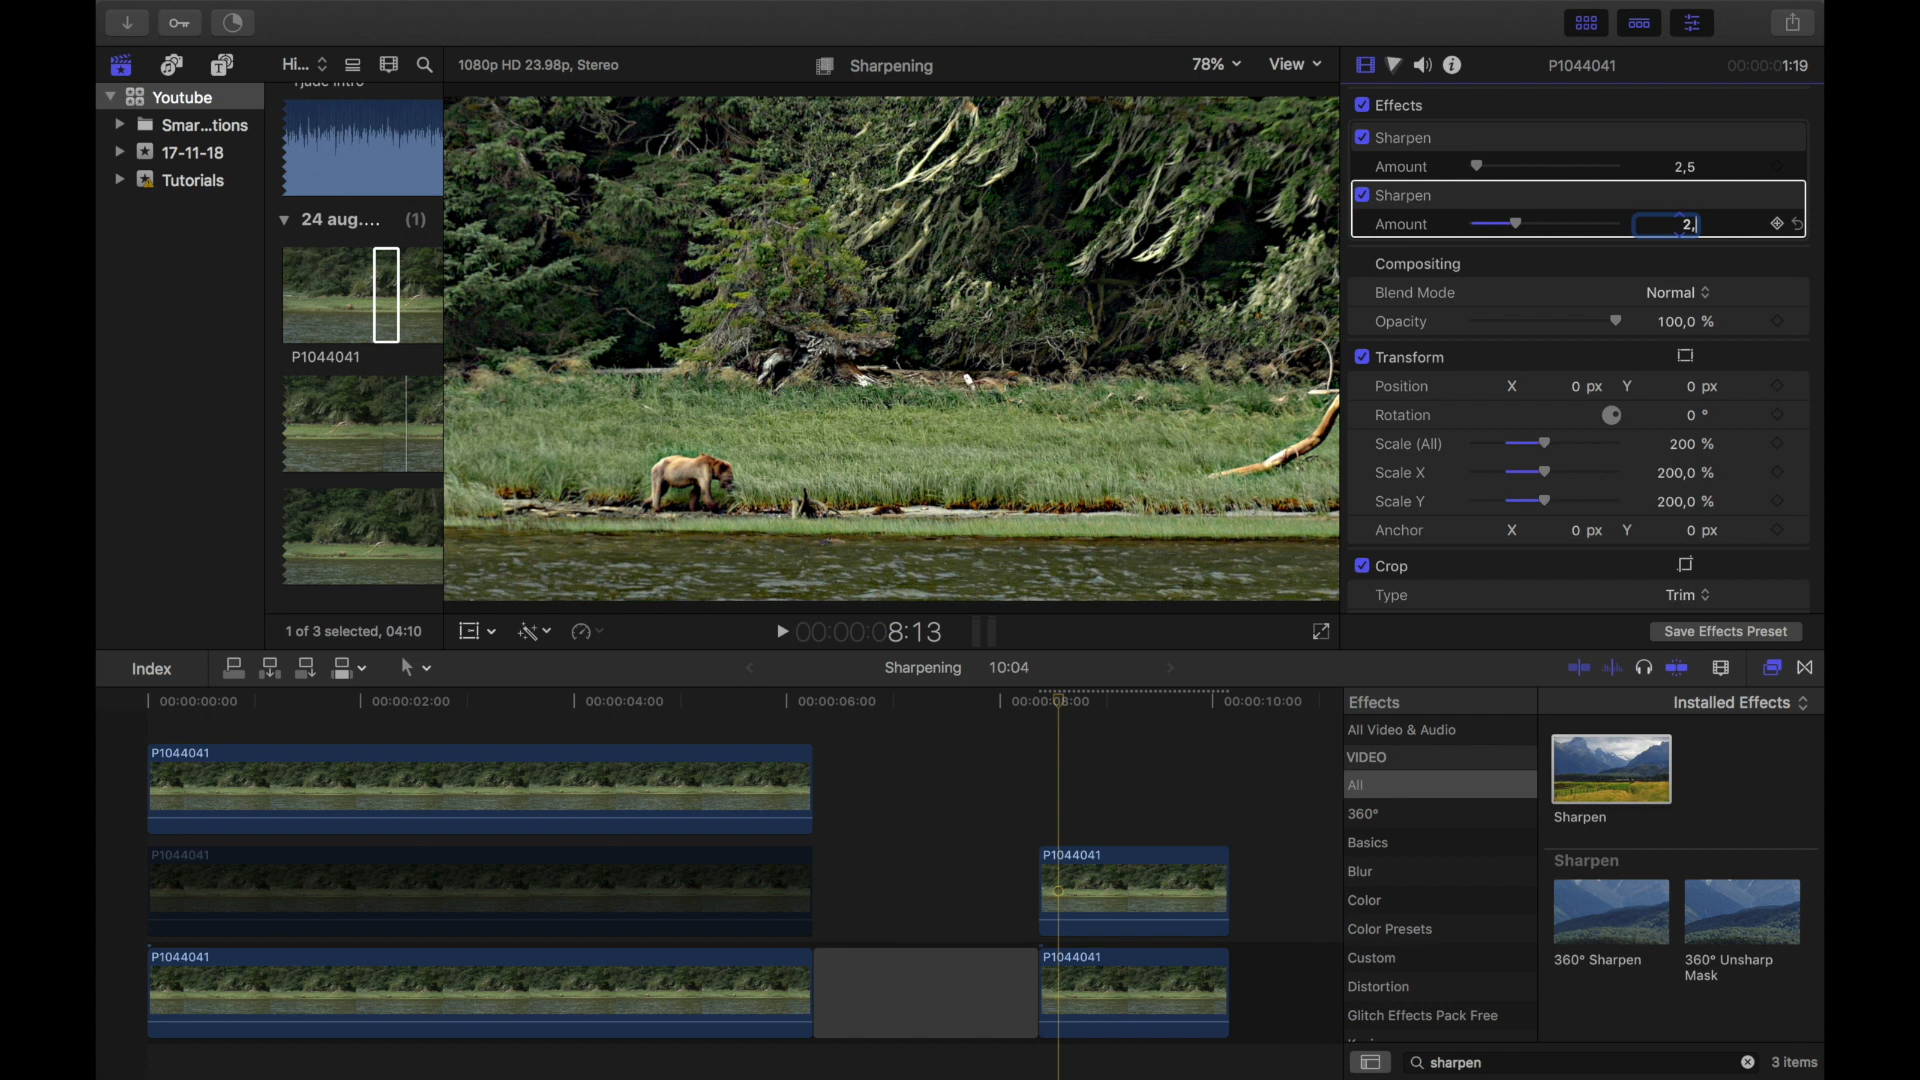 Hi...
1080p HD 23.98p, Stereo
Sharpening
78%
View
P1044041
00:00:01:19
Youtube
Smar...tions
17-11-18
Tutorials
24 aug.... (1)
P1044041
1 of 3 selected, 04:10
00:00:08:13
Effects
Sharpen
Amount 2,5
Sharpen
Amount 2,
Compositing
Blend Mode Normal
Opacity 100,0 %
Transform
Position X 0 px Y 0 px
Rotation 0 °
Scale (All) 200 %
Scale X 200,0 %
Scale Y 200,0 %
Anchor X 0 px Y 0 px
Crop
Type Trim
Save Effects Preset
Index
Sharpening 10:04
00:00:00:00 00:00:02:00 00:00:04:00 00:00:06:00 00:00:08:00 00:00:10:00
P1044041
P1044041
P1044041
P1044041
P1044041
Effects
Installed Effects
All Video & Audio
VIDEO
All
360°
Basics
Blur
Color
Color Presets
Custom
Distortion
Glitch Effects Pack Free
Sharpen
Sharpen
360° Sharpen
360° Unsharp
Mask
sharpen
3 items